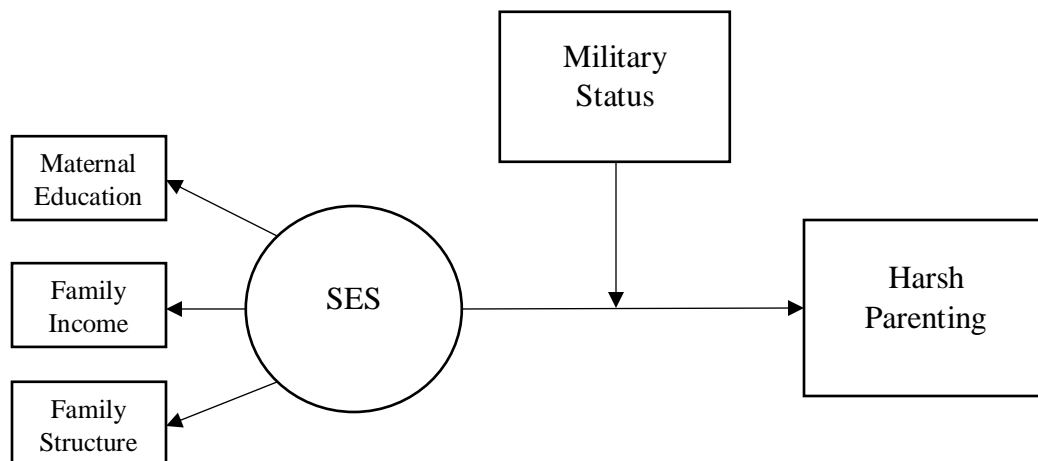 Military
Status
Maternal
Education
Family
Income
Family
Structure
SES
Harsh
Parenting